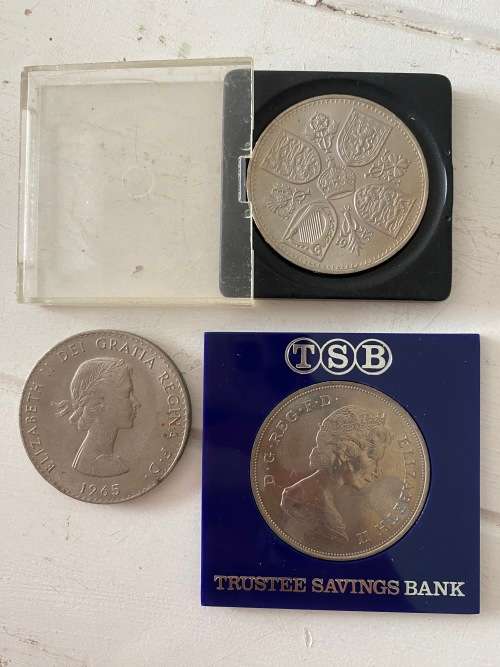 ELIZABETH II DEI GRATIA REGINA F.D.
1965
TSB
D·G·REG·F·D·
ELIZABETH II
TRUSTEE SAVINGS BANK